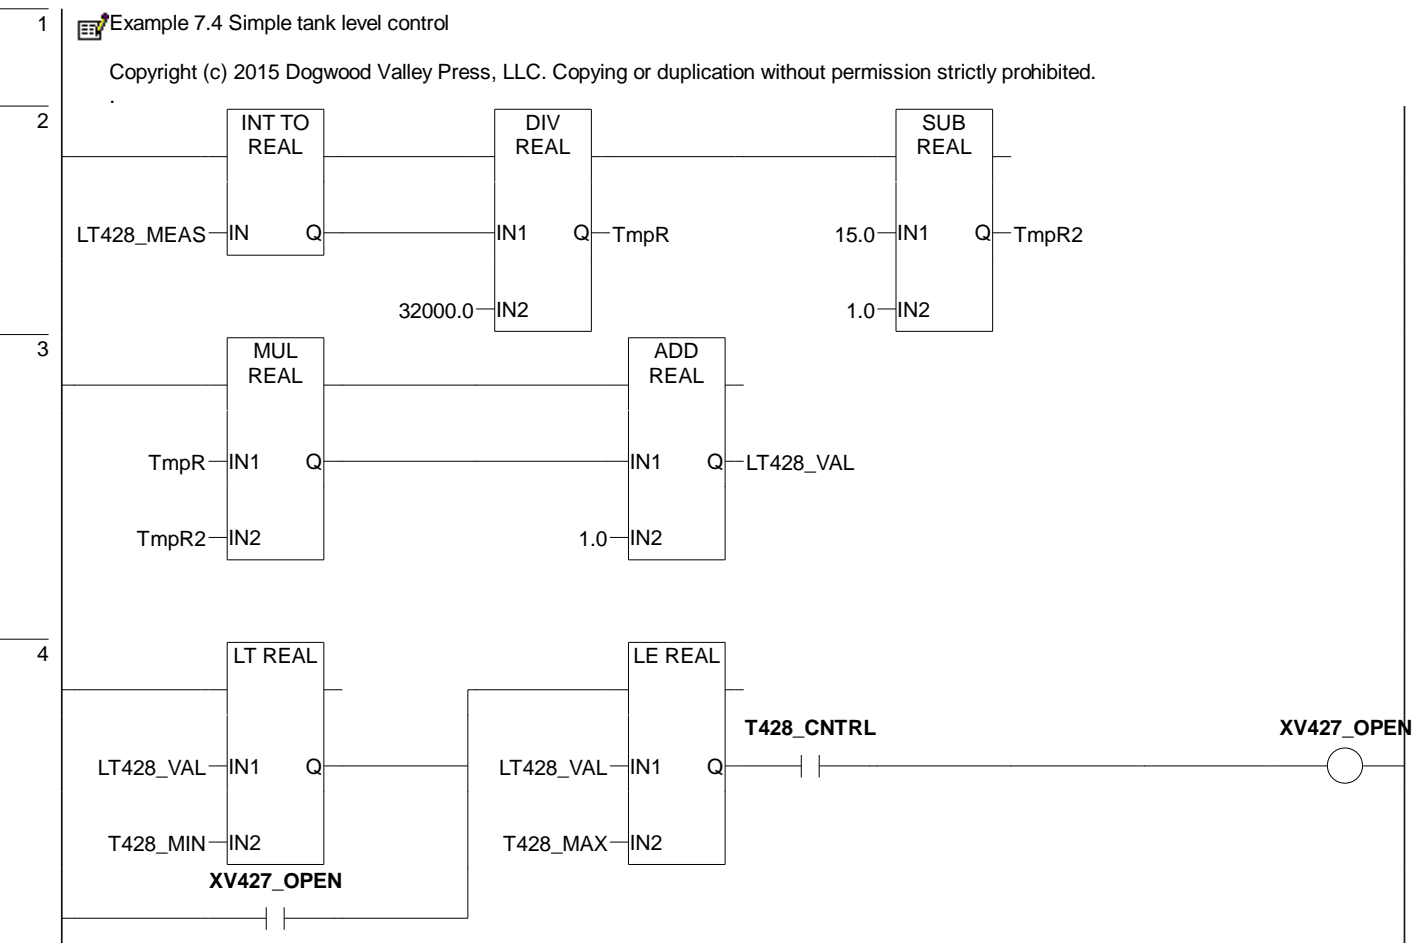 1
Example 7.4 Simple tank level control
Copyright (c) 2015 Dogwood Valley Press, LLC. Copying or duplication without permission strictly prohibited.
.
2
INT TO
REAL
DIV
REAL
SUB
REAL
LT428_MEAS IN Q IN1 Q TmpR 15.0 IN1 Q TmpR2
32000.0 IN2 1.0 IN2
3
MUL
REAL
ADD
REAL
TmpR IN1 Q IN1 Q LT428_VAL
TmpR2 IN2 1.0 IN2
4
LT REAL LE REAL
T428_CNTRL XV427_OPEN
LT428_VAL IN1 Q LT428_VAL IN1 Q
T428_MIN IN2 T428_MAX IN2
XV427_OPEN